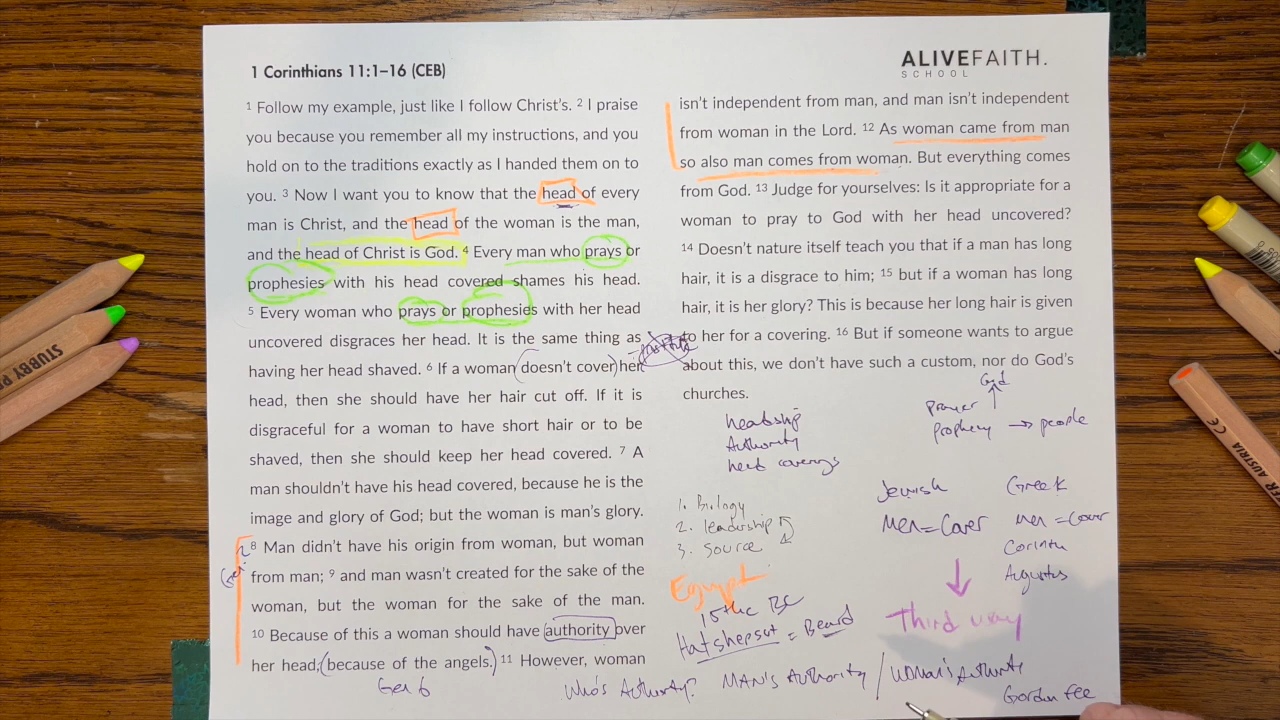 1 Corinthians 11:1–16 (CEB)
ALIVEFAITH.
SCHOOL
1 Follow my example, just like I follow Christ's. 2 I praise
you because you remember all my instructions, and you
hold on to the traditions exactly as I handed them on to
you. 3 Now I want you to know that the head of every
man is Christ, and the head of the woman is the man,
and the head of Christ is God. 4 Every man who prays or
prophesies with his head covered shames his head.
5 Every woman who prays or prophesies with her head
uncovered disgraces her head. It is the same thing as
having her head shaved. 6 If a woman doesn't cover her
head, then she should have her hair cut off. If it is
disgraceful for a woman to have short hair or to be
shaved, then she should keep her head covered. 7 A
man shouldn't have his head covered, because he is the
image and glory of God; but the woman is man's glory.
8 Man didn't have his origin from woman, but woman
from man; 9 and man wasn't created for the sake of the
woman, but the woman for the sake of the man.
10 Because of this a woman should have authority over
her head, (because of the angels.) 11 However, woman
Gen 2
Gen 6
isn't independent from man, and man isn't independent
from woman in the Lord. 12 As woman came from man
so also man comes from woman. But everything comes
from God. 13 Judge for yourselves: Is it appropriate for a
woman to pray to God with her head uncovered?
14 Doesn't nature itself teach you that if a man has long
hair, it is a disgrace to him; 15 but if a woman has long
hair, it is her glory? This is because her long hair is given
to her for a covering. 16 But if someone wants to argue
about this, we don't have such a custom, nor do God's
churches.
headship
Authority
head coverings
God
Prayer
Prophecy → people
1. Biology
2. leadership
3. Source
Jewish
Men = Cover
Greek
men = cover
Corinth
Augustus
Third way
Egypt
15the BC
Hatshepsut = Beard
Who's Authority? MAN'S Authority / WOMAN'S Authority
Gordon Fee
STUBBY
ER AUSTRIA